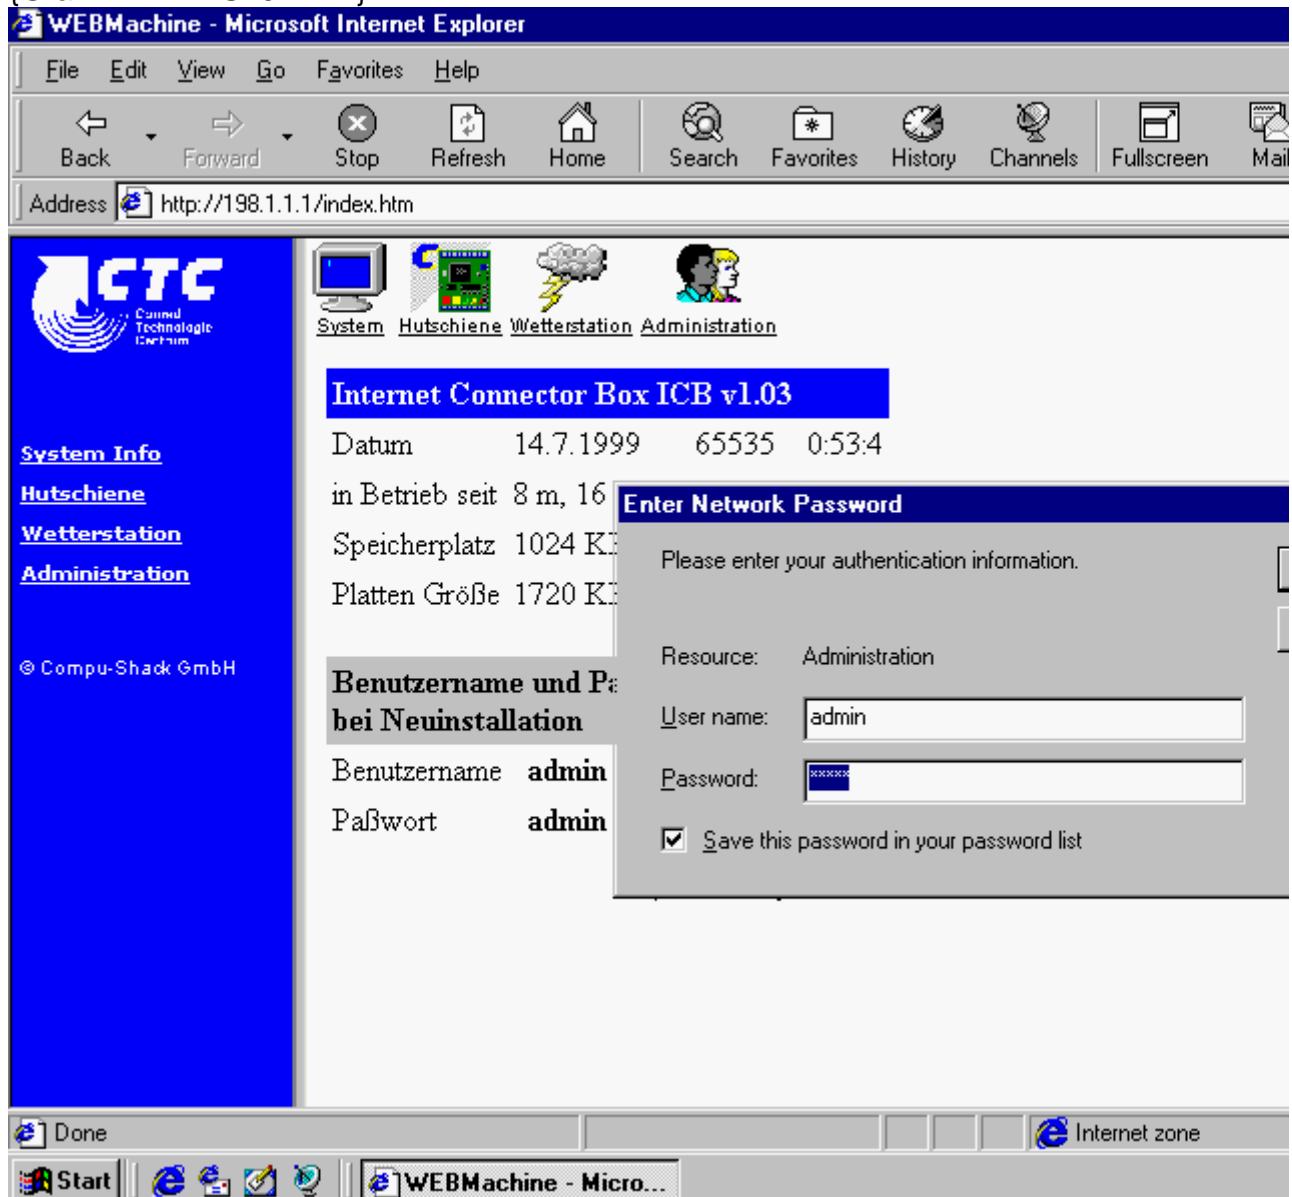 WEBMachine - Microsoft Internet Explorer
File Edit View Go Favorites Help
Back Forward Stop Refresh Home Search Favorites History Channels Fullscreen Mail
Address http://198.1.1.1/index.htm
CTC
Technologie
System Hutschiene Wetterstation Administration
Internet Connector Box ICB v1.03
Datum 14.7.1999 65535 0:53:4
System Info
Hutschiene
Wetterstation
Administration
© Compu-Shack GmbH
in Betrieb seit 8 m, 16
Speicherplatz 1024 K
Platten Größe 1720 K
Benutzername und Pa
bei Neuinstallation
Benutzername admin
Paßwort admin
Enter Network Password
Please enter your authentication information.
Resource: Administration
User name: admin
Password: *****
Save this password in your password list
Done
Internet zone
Start WEBMachine - Micro...